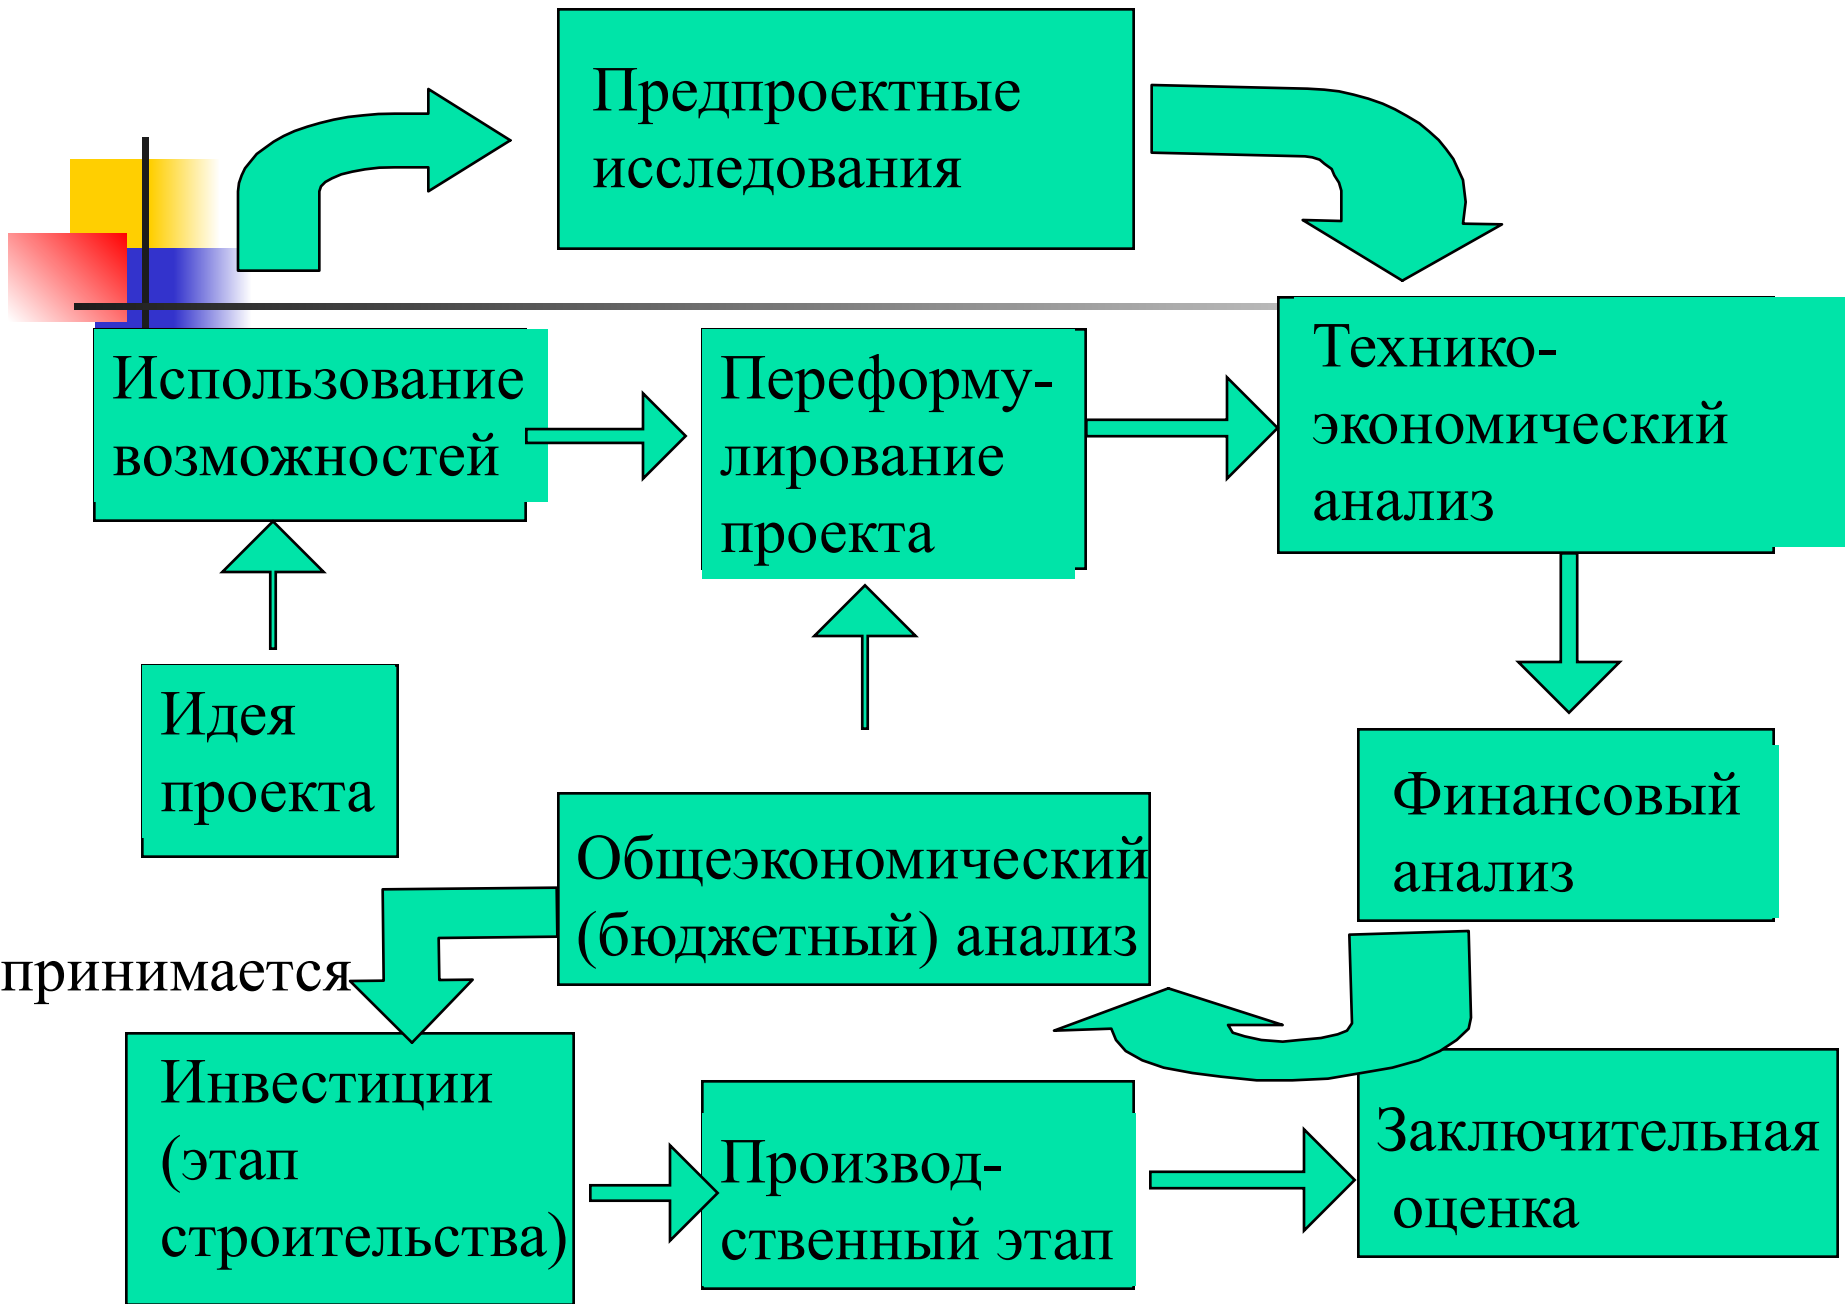 Предпроектные
исследования
Использование
возможностей
Переформу-
лирование
проекта
Технико-
экономический
анализ
Идея
проекта
Финансовый
анализ
Общеэкономический
(бюджетный) анализ
принимается
Инвестиции
(этап
строительства)
Производ-
ственный этап
Заключительная
оценка